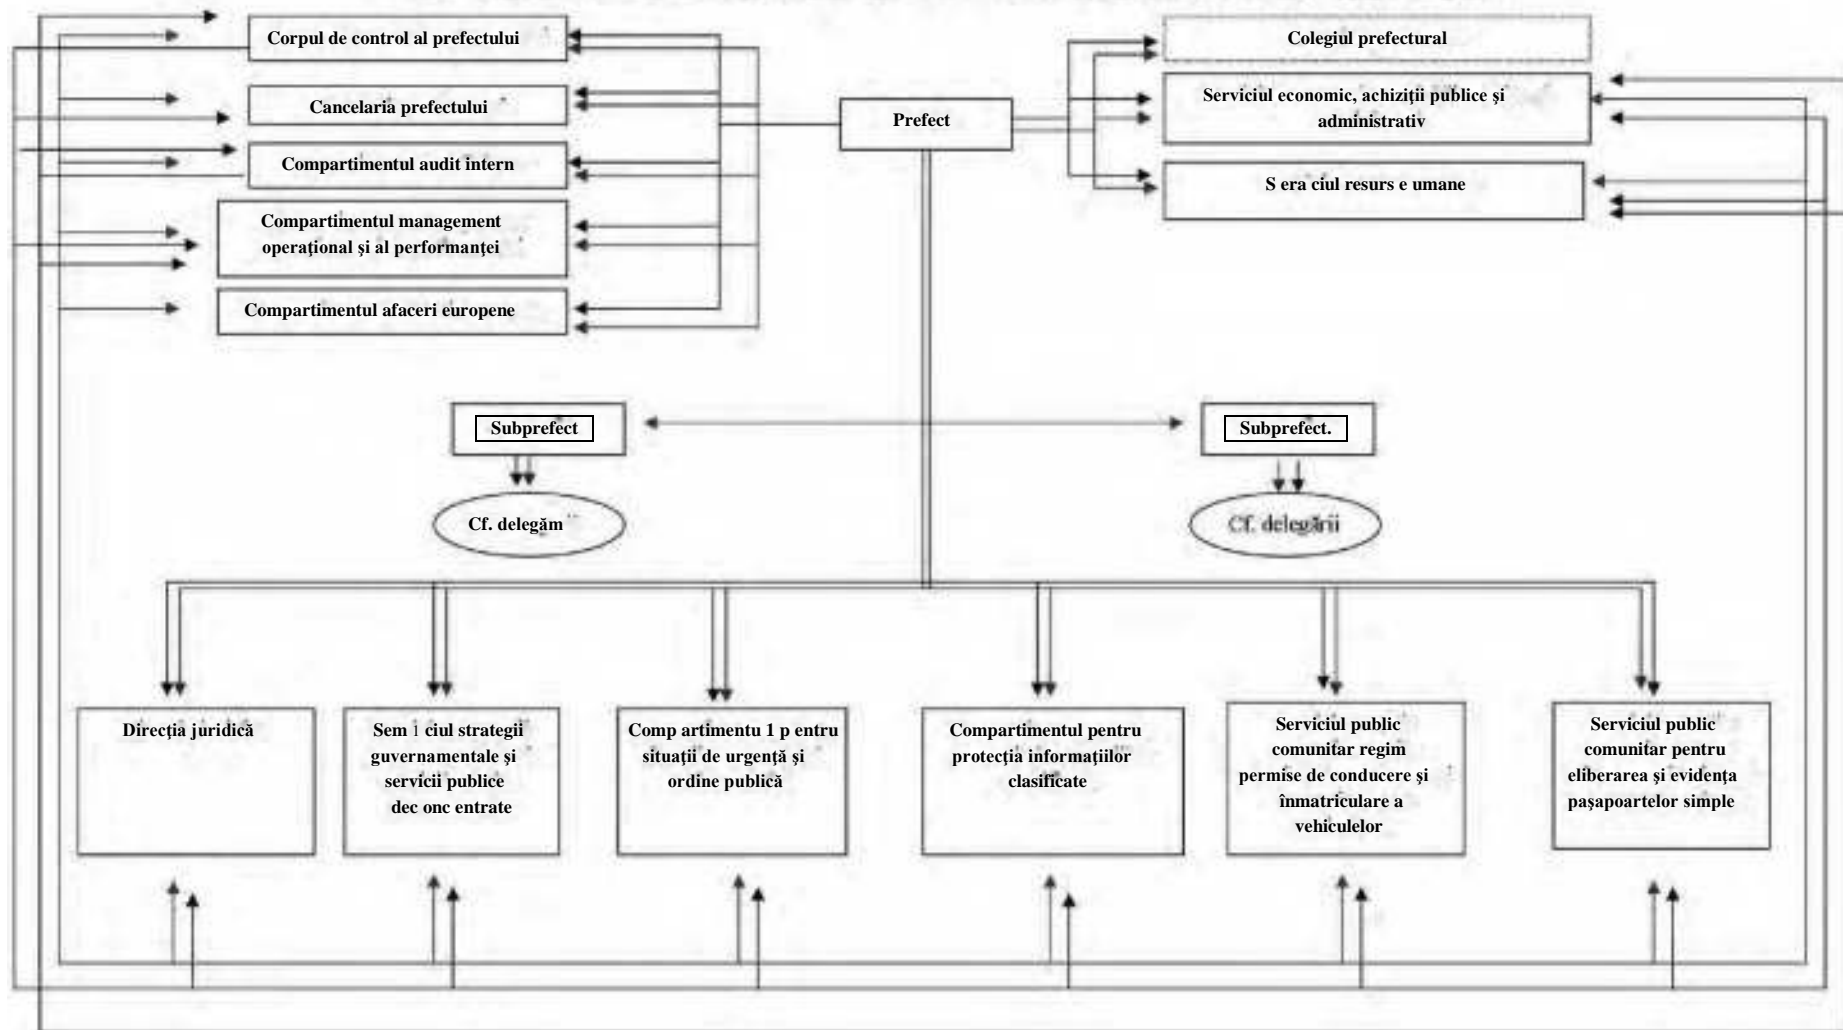 Corpul de control al prefectului
Cancelaria prefectului
Compartimentul audit intern
Compartimentul management
operaţional şi al performanţei
Compartimentul afaceri europene
Prefect
Colegiul prefectural
Serviciul economic, achiziţii publice şi
administrativ
S era ciul resurs e umane
Subprefect
Subprefect.
Cf. delegăm
Cf. delegării
Direcţia juridică
Sem 1 ciul strategii
guvernamentale şi
servicii publice
dec onc entrate
Comp artimentu 1 p entru
situaţii de urgenţă şi
ordine publică
Compartimentul pentru
protecţia informaţiilor
clasificate
Serviciul public
comunitar regim
permise de conducere şi
înmatriculare a
vehiculelor
Serviciul public
comunitar pentru
eliberarea şi evidenţa
paşapoartelor simple